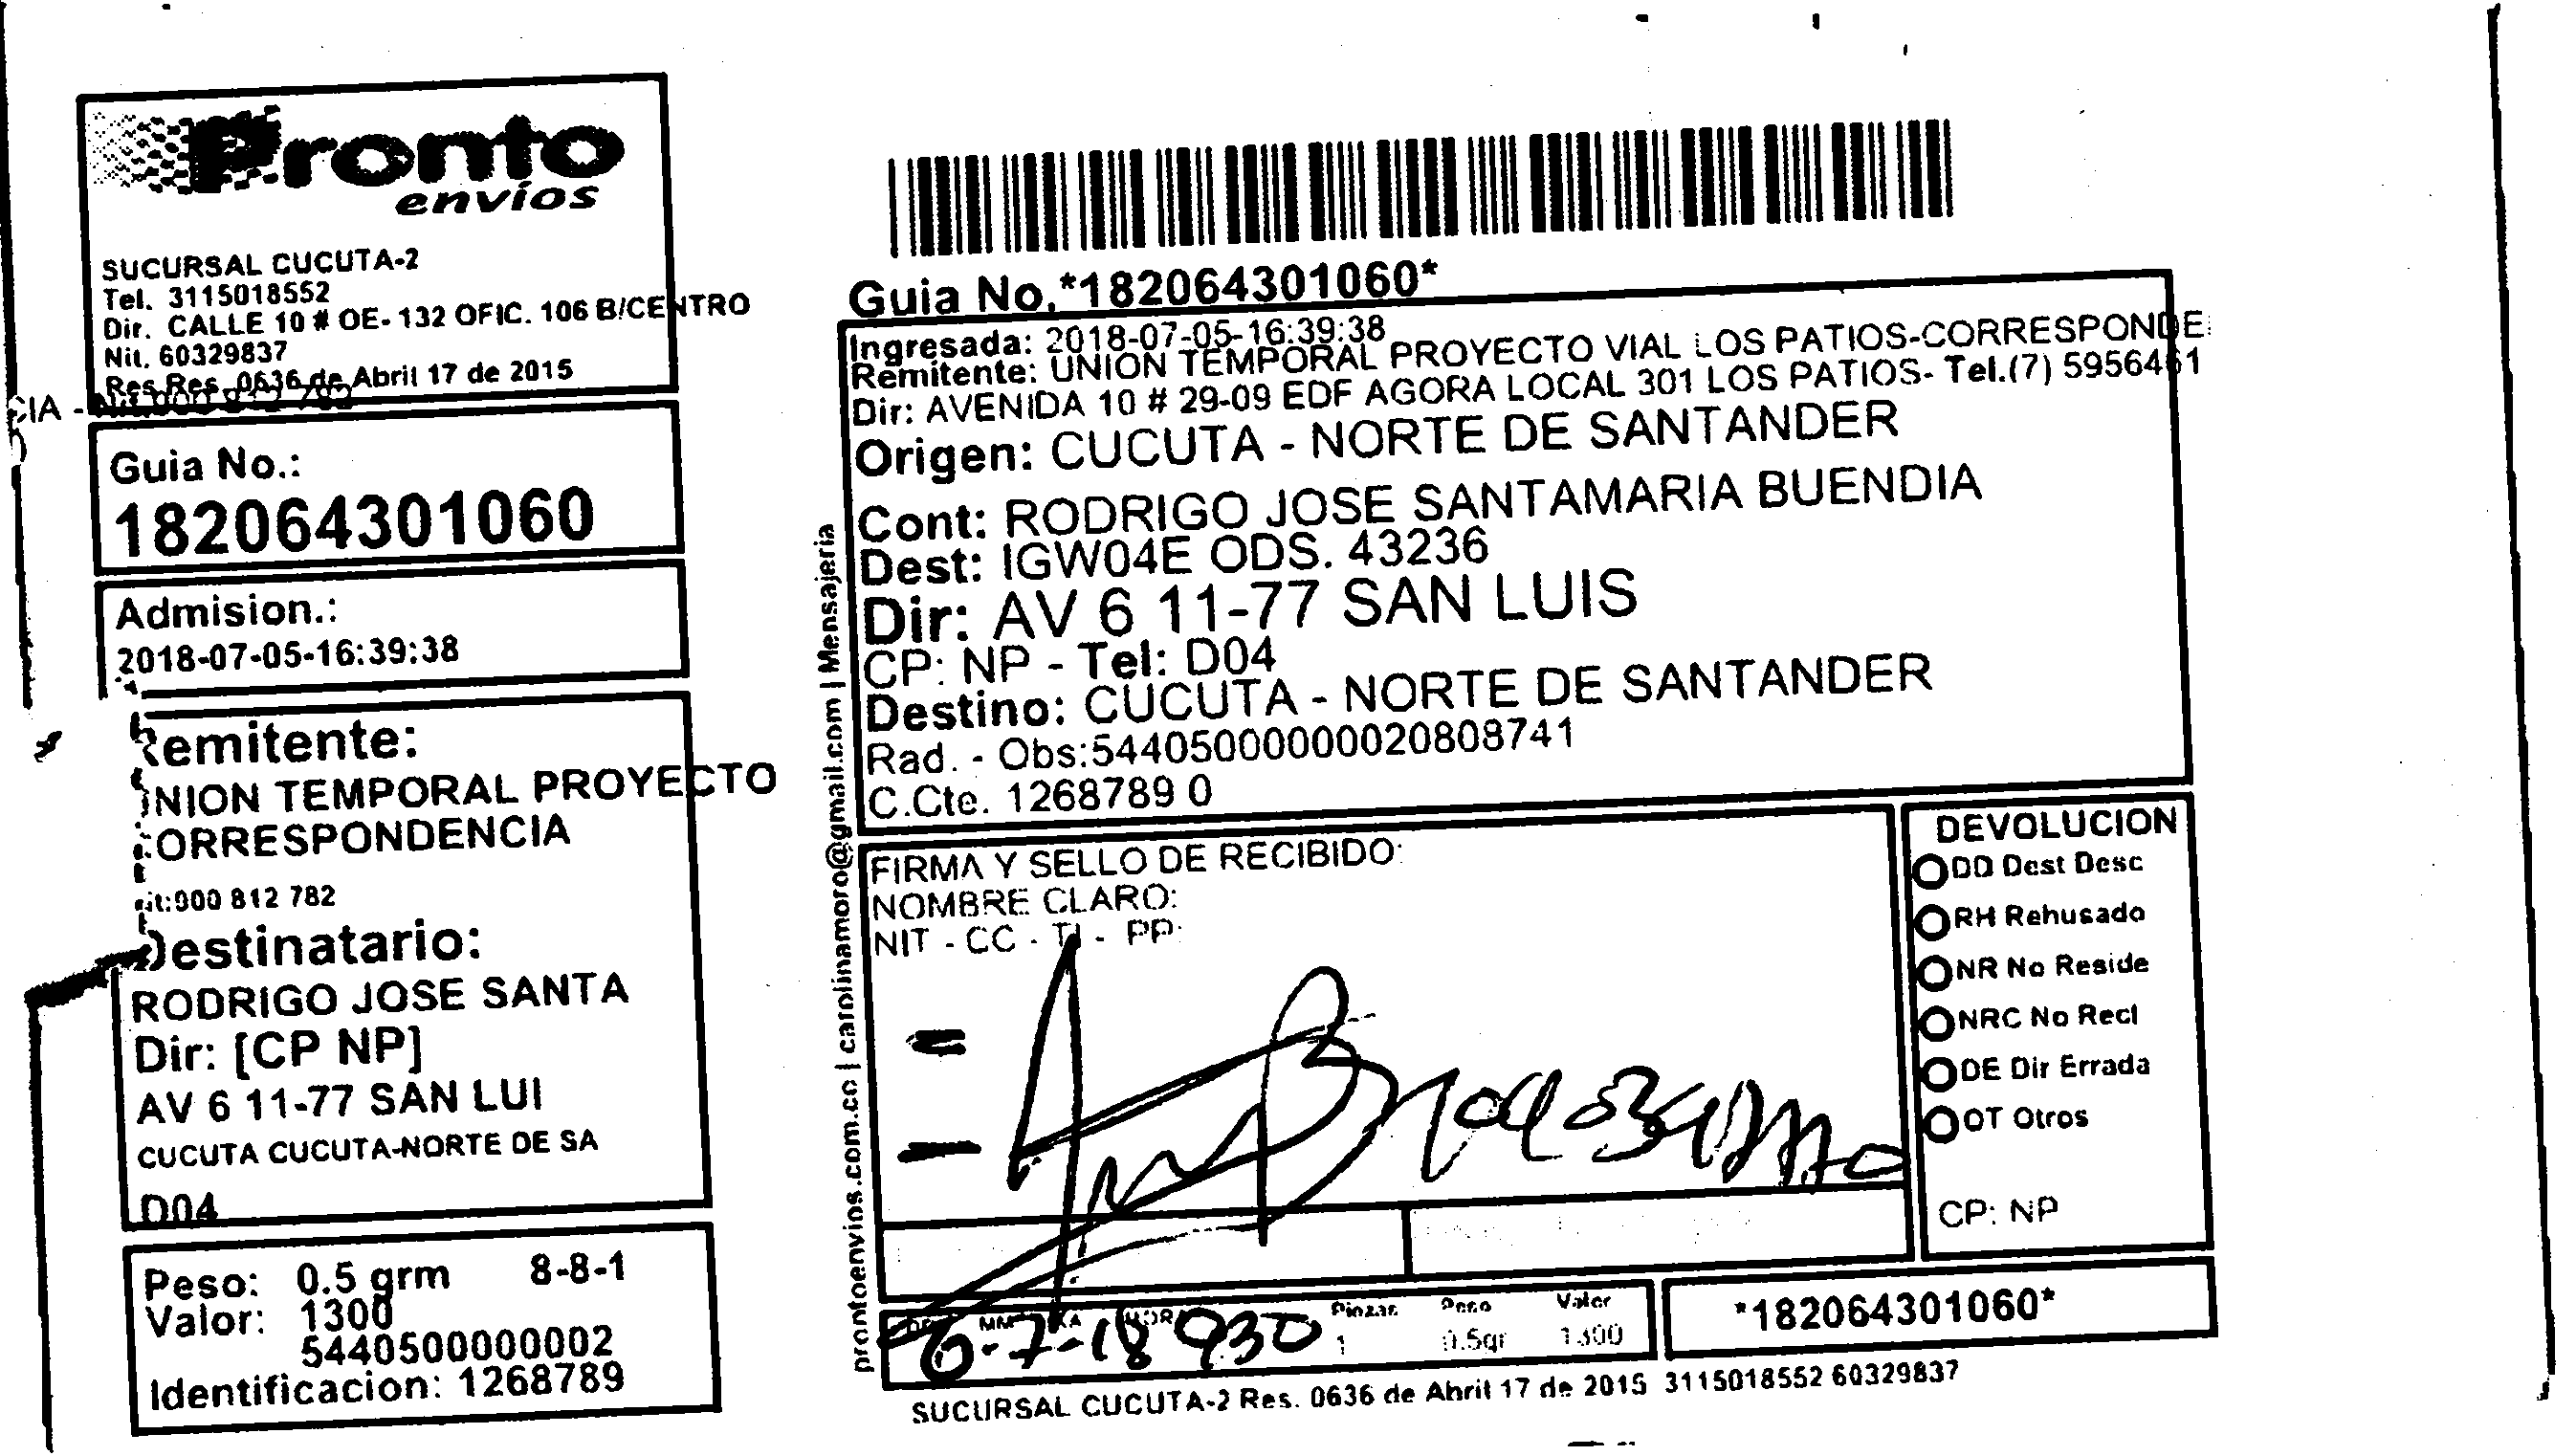 Pronto
envíos
SUCURSAL CUCUTA-2
Tel. 3115018552
Dir. CALLE 10 # OE- 132 OFIC. 106 B/CENTRO
Nit. 60329837
Res Res. 0636 de Abril 17 de 2015
CIA - Nit.900 812 782
Guia No.:
182064301060
Admision.:
2018-07-05-16:39:38
Remitente:
UNION TEMPORAL PROYECTO
CORRESPONDENCIA
nit:900 812 782
Destinatario:
RODRIGO JOSE SANTA
Dir: [CP NP]
AV 6 11-77 SAN LUI
CUCUTA CUCUTA-NORTE DE SA
D04
Peso: 0.5 grm 8-8-1
Valor: 1300
5440500000002
Identificacion: 1268789
prontoenvios.com.co | carolinamoro@gmail.com | Mensajeria
Guia No.*182064301060*
Ingresada: 2018-07-05-16:39:38
Remitente: UNION TEMPORAL PROYECTO VIAL LOS PATIOS-CORRESPONDE
Dir: AVENIDA 10 # 29-09 EDF AGORA LOCAL 301 LOS PATIOS- Tel.(7) 5956461
Origen: CUCUTA - NORTE DE SANTANDER
Cont: RODRIGO JOSE SANTAMARIA BUENDIA
Dest: IGW04E ODS. 43236
Dir: AV 6 11-77 SAN LUIS
CP: NP - Tel: D04
Destino: CUCUTA - NORTE DE SANTANDER
Rad. - Obs:54405000000020808741
C.Cte. 1268789 0
FIRMA Y SELLO DE RECIBIDO:
NOMBRE CLARO:
NIT - CC - TI - PP:
DEVOLUCION
DD Dest Desc
RH Rehusado
NR No Reside
NRC No Recl
DE Dir Errada
OT Otros
CP: NP
MM HORA Piezas Peso Valor
6-7-18 930 1 0.5gr 1300
*182064301060*
SUCURSAL CUCUTA-2 Res. 0636 de Abril 17 de 2015 3115018552 60329837